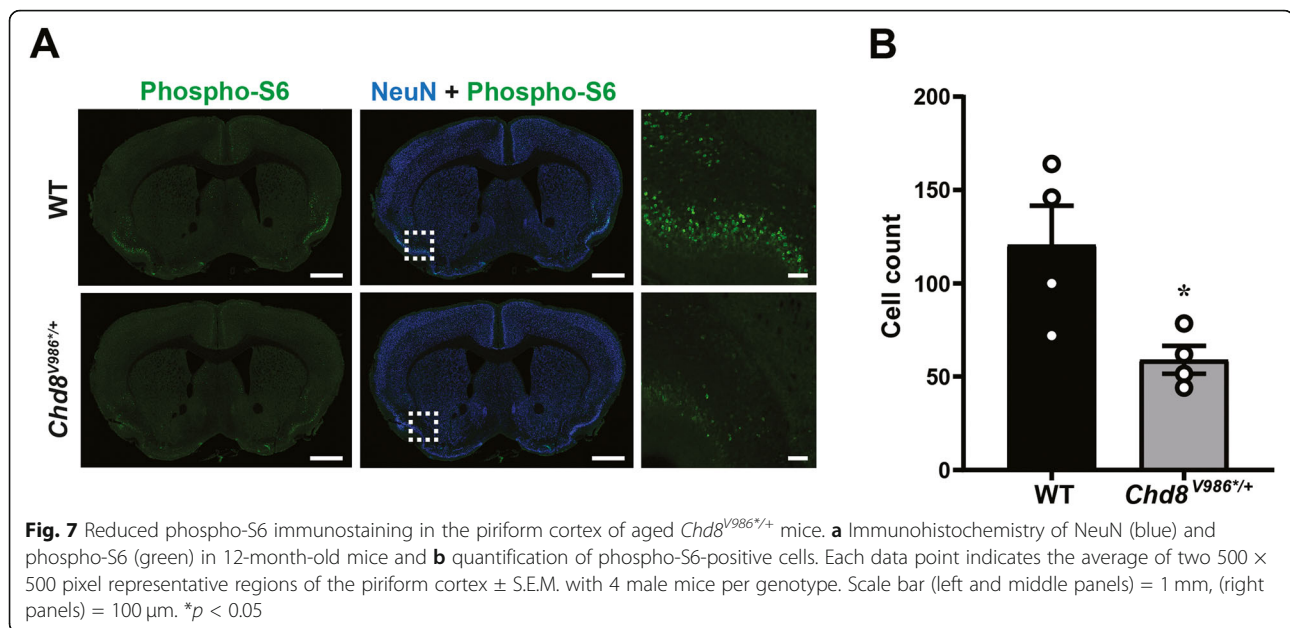 A
B
Phospho-S6
NeuN + Phospho-S6
WT
Chd8V986*/+
Cell count
200
150
100
50
0
*
WT
Chd8 V986*/+
Fig. 7 Reduced phospho-S6 immunostaining in the piriform cortex of aged Chd8V986*/+ mice. a Immunohistochemistry of NeuN (blue) and
phospho-S6 (green) in 12-month-old mice and b quantification of phospho-S6-positive cells. Each data point indicates the average of two 500 ×
500 pixel representative regions of the piriform cortex ± S.E.M. with 4 male mice per genotype. Scale bar (left and middle panels) = 1 mm, (right
panels) = 100 μm. *p < 0.05